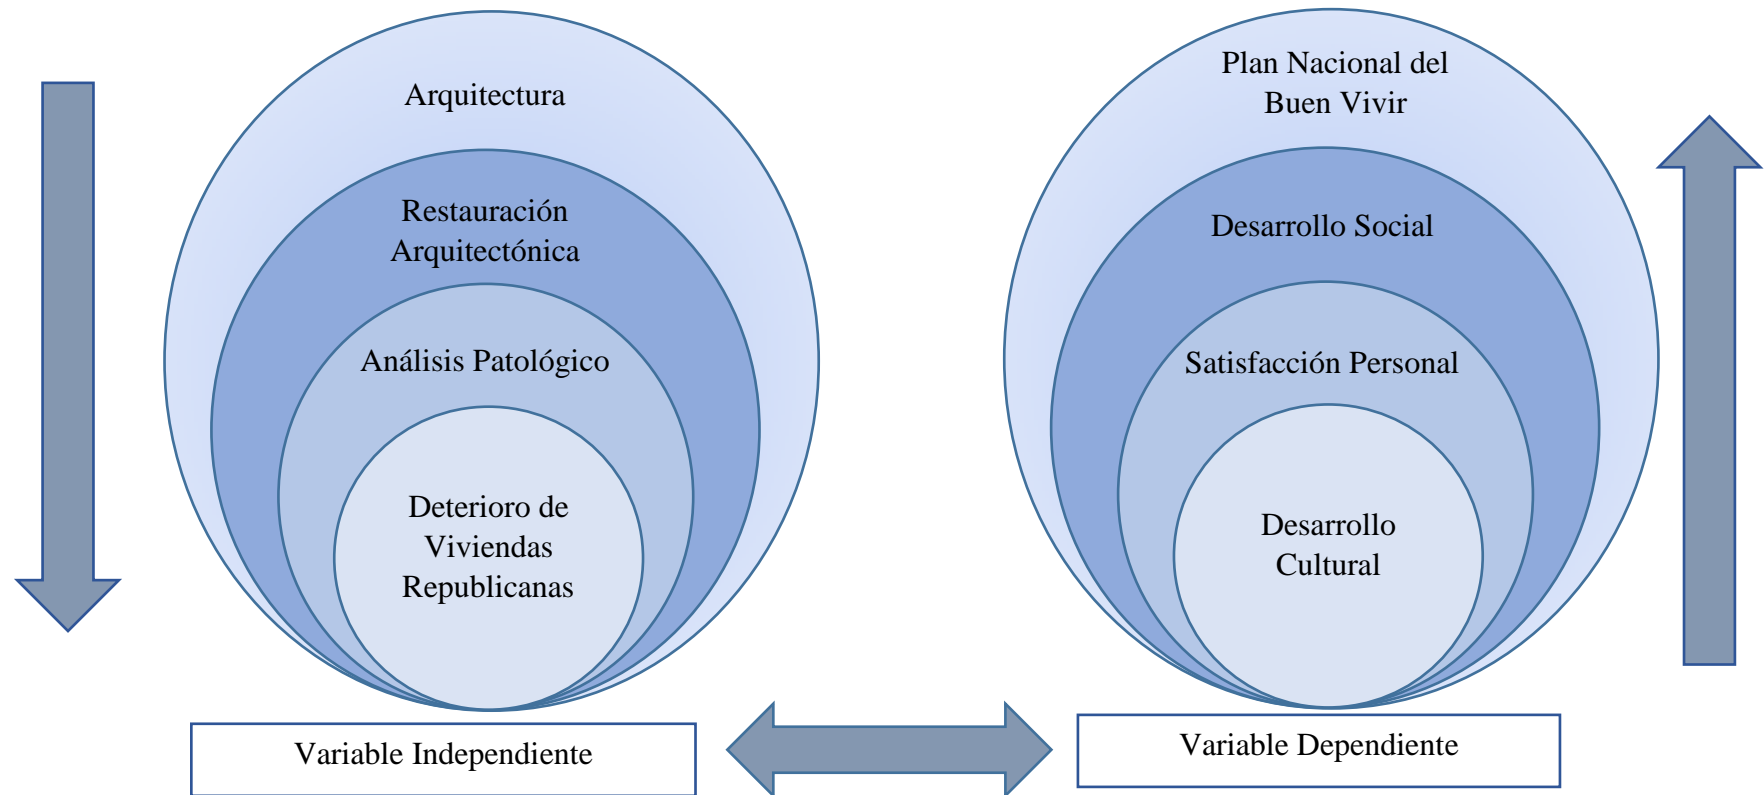 Arquitectura
Restauración
Arquitectónica
Análisis Patológico
Deterioro de
Viviendas
Republicanas
Variable Independiente
Plan Nacional del
Buen Vivir
Desarrollo Social
Satisfacción Personal
Desarrollo
Cultural
Variable Dependiente